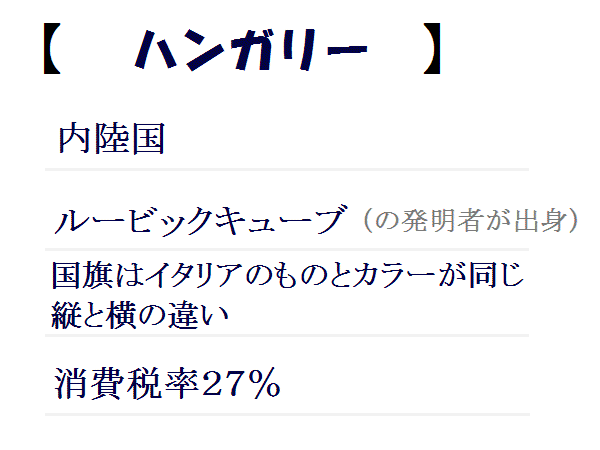 【 ハンガリー 】
内陸国
ルービックキューブ（の発明者が出身）
国旗はイタリアのものとカラーが同じ
縦と横の違い
消費税率27％